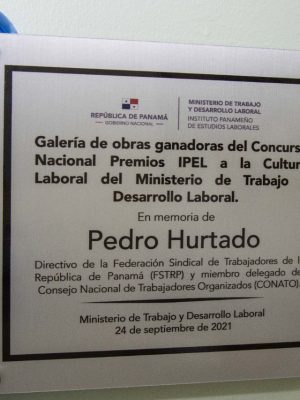 REPÚBLICA DE PANAMÁ
GOBIERNO NACIONAL
MINISTERIO DE TRABAJO
Y DESARROLLO LABORAL
INSTITUTO PANAMEÑO
DE ESTUDIOS LABORALES
Galería de obras ganadoras del Concurs
Nacional Premios IPEL a la Cultur
Laboral del Ministerio de Trabajo
Desarrollo Laboral.
En memoria de
Pedro Hurtado
Directivo de la Federación Sindical de Trabajadores de l
República de Panamá (FSTRP) y miembro delegado de
Consejo Nacional de Trabajadores Organizados (CONATO).
Ministerio de Trabajo y Desarrollo Laboral
24 de septiembre de 2021